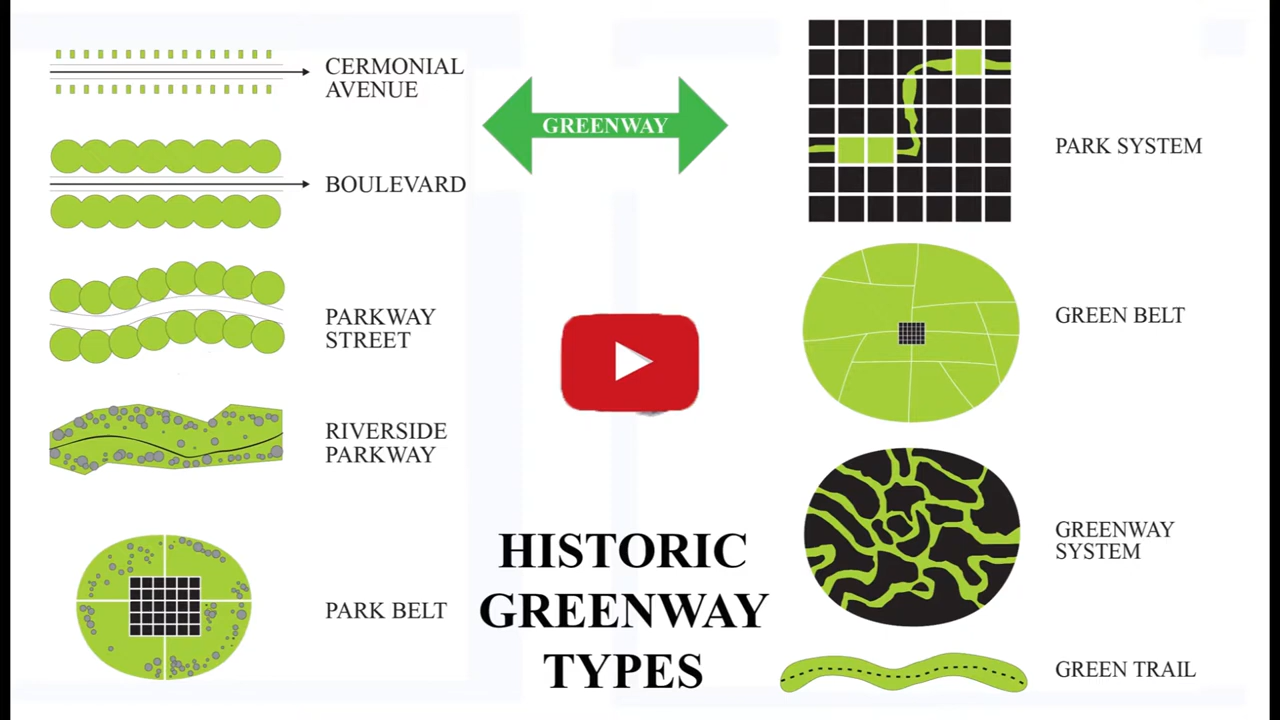 CERMONIAL
AVENUE
BOULEVARD
PARKWAY
STREET
RIVERSIDE
PARKWAY
PARK BELT
GREENWAY
HISTORIC
GREENWAY
TYPES
PARK SYSTEM
GREEN BELT
GREENWAY
SYSTEM
GREEN TRAIL